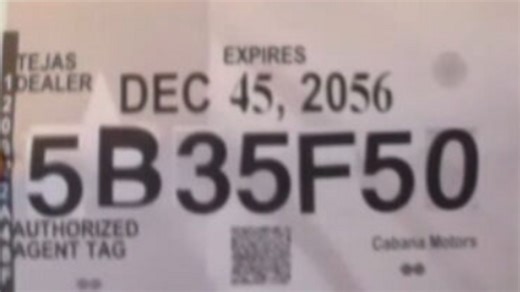 TEJAS
DEALER
EXPIRES
DEC 45, 2056
5B35F50
AUTHORIZED
AGENT TAG
Cabana Motors